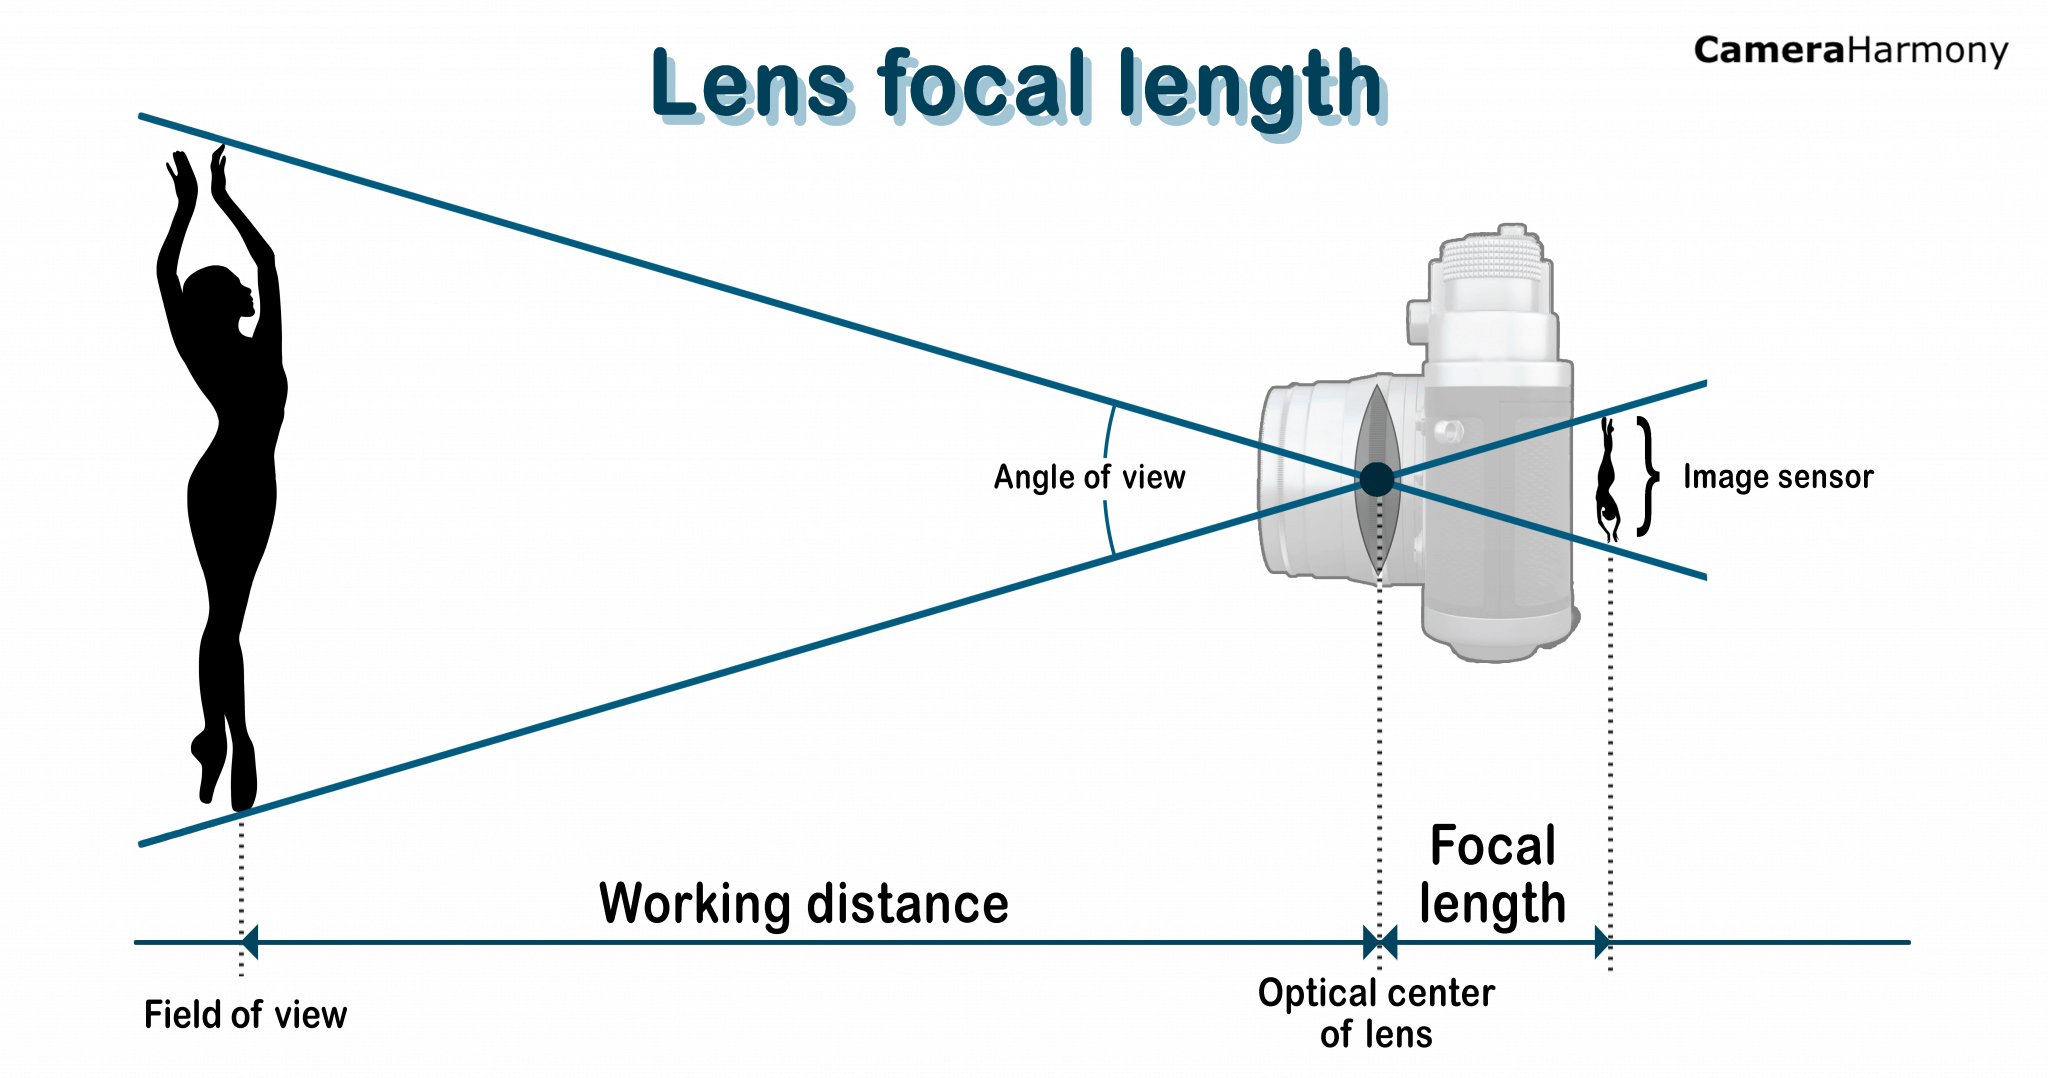 Lens focal length
CameraHarmony
Angle of view
Image sensor
Focal
length
Working distance
Field of view
Optical center
of lens